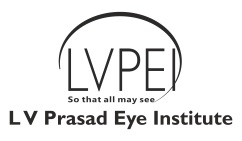 LVPEI
So that all may see
L V Prasad Eye Institute